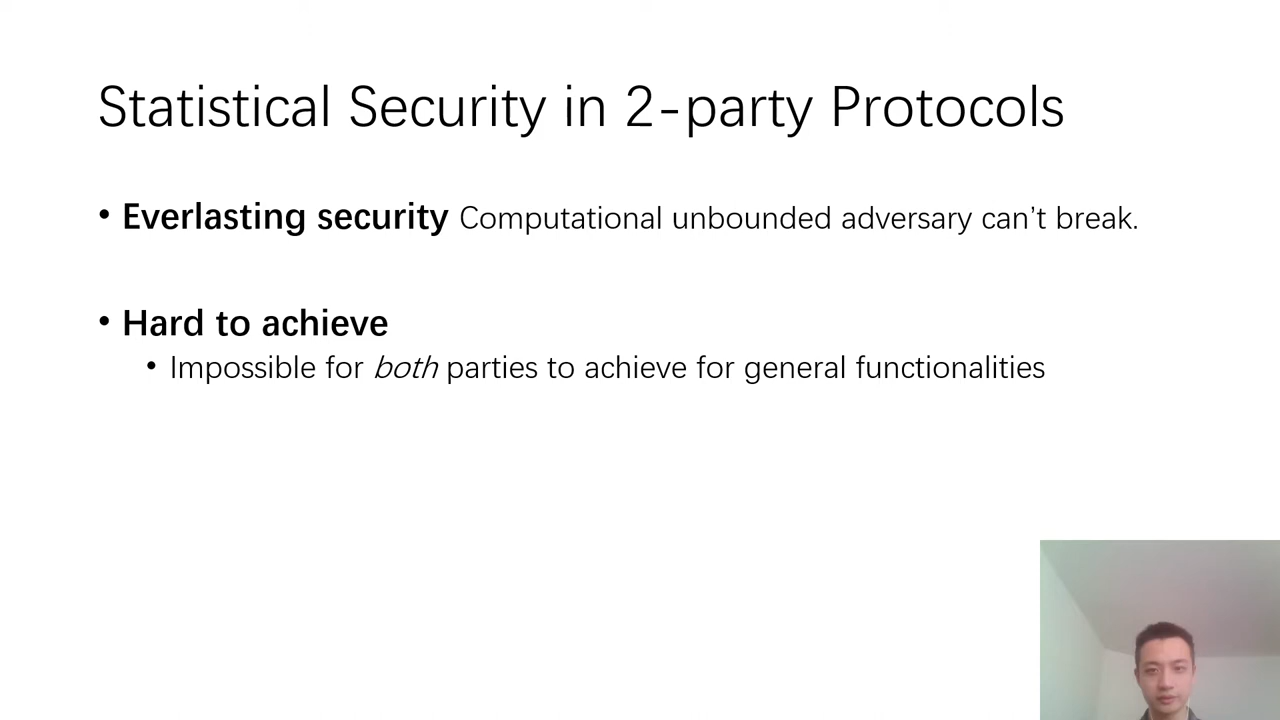 Statistical Security in 2-party Protocols
• Everlasting security Computational unbounded adversary can't break.
• Hard to achieve
• Impossible for both parties to achieve for general functionalities